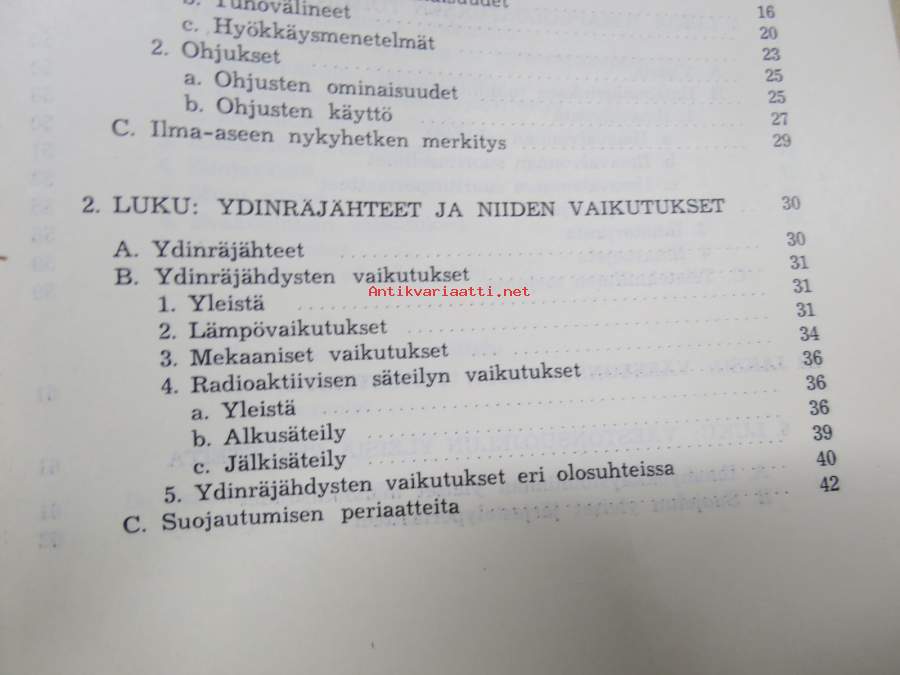 suudet 16
b. Tuhovälineet 20
c. Hyökkäysmenetelmät 23
2. Ohjukset 25
a. Ohjusten ominaisuudet 25
b. Ohjusten käyttö 27
C. Ilma-aseen nykyhetken merkitys 29
2. LUKU: YDINRÄJÄHTEET JA NIIDEN VAIKUTUKSET 30
A. Ydinräjähteet 30
B. Ydinräjähdysten vaikutukset 31
Antikvariaatti.net
1. Yleistä 31
2. Lämpövaikutukset 31
3. Mekaaniset vaikutukset 34
4. Radioaktiivisen säteilyn vaikutukset 36
a. Yleistä 36
b. Alkusäteily 36
c. Jälkisäteily 39
5. Ydinräjähdysten vaikutukset eri olosuhteissa 40
C. Suojautumisen periaatteita 42